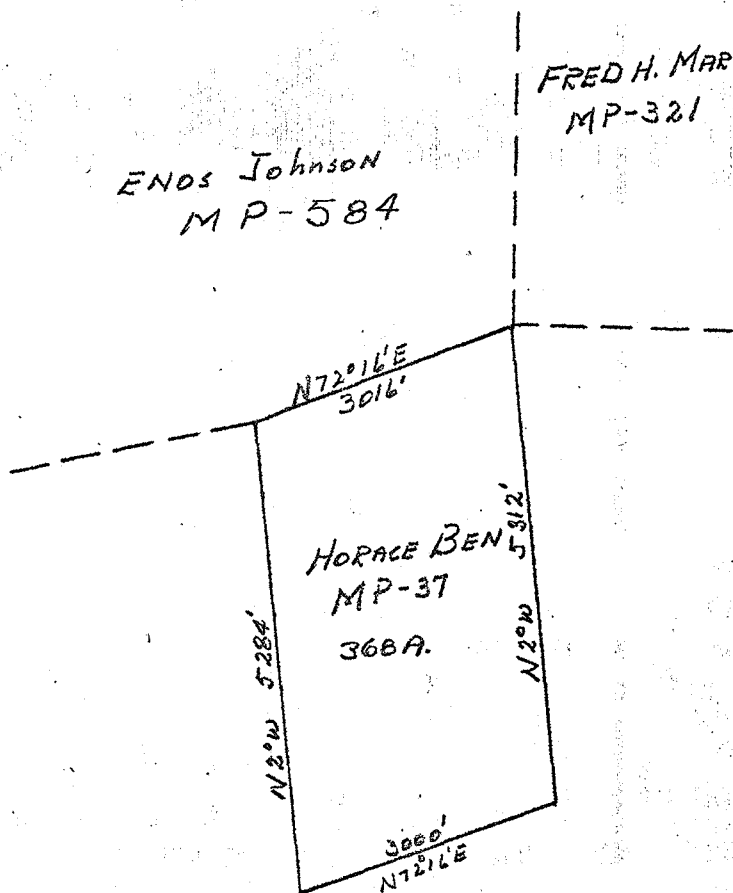 FRED H. MAR
MP-321
ENOS Johnson
MP-584
N72°16'E
3016'
HORACE BEN
MP-37
368A.
N2°W 5312'
N2°W 5284'
3000'
N72°16'E